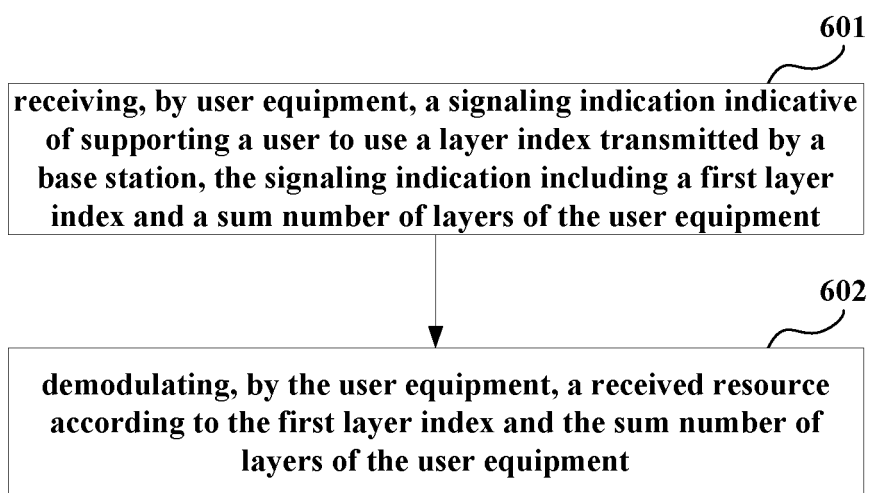 601
receiving, by user equipment, a signaling indication indicative
of supporting a user to use a layer index transmitted by a
base station, the signaling indication including a first layer
index and a sum number of layers of the user equipment
602
demodulating, by the user equipment, a received resource
according to the first layer index and the sum number of
layers of the user equipment